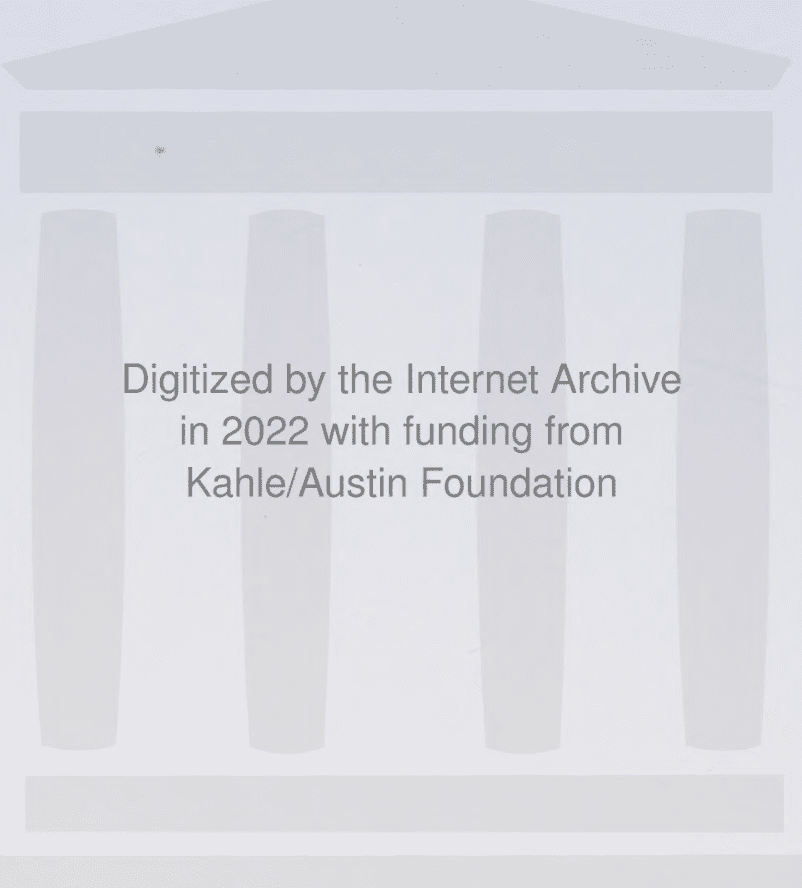 Digitized by the Internet Archive
in 2022 with funding from
Kahle/Austin Foundation